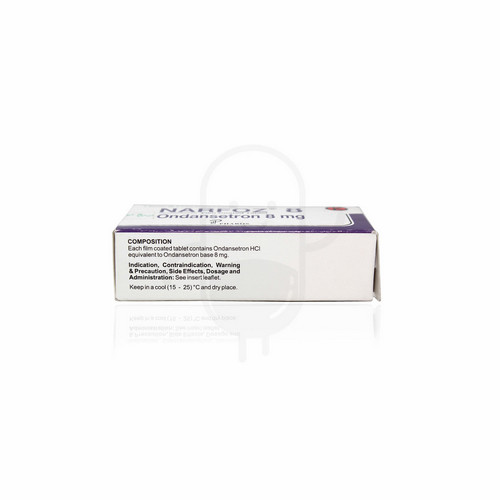 NARFOZ® 8
Ondansetron 8 mg
COMPOSITION
Each film coated tablet contains Ondansetron HCl
equivalent to Ondansetron base 8 mg.
Indication, Contraindication, Warning
& Precaution, Side Effects, Dosage and
Administration: See insert leaflet.
Keep in a cool (15 - 25) °C and dry place.